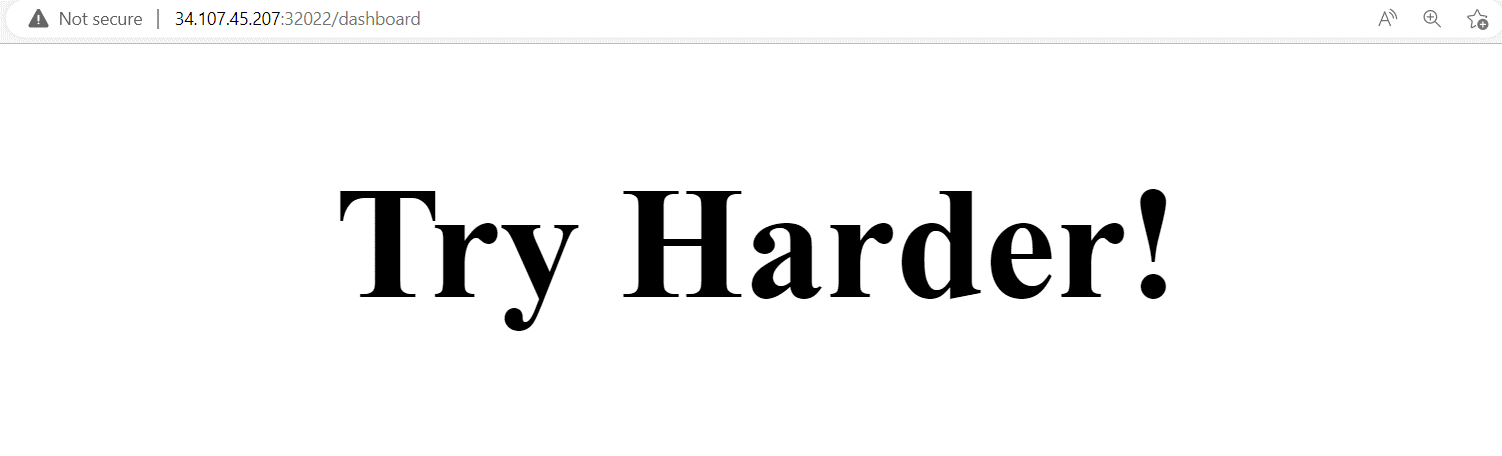 Not secure | 34.107.45.207:32022/dashboard
Try Harder!